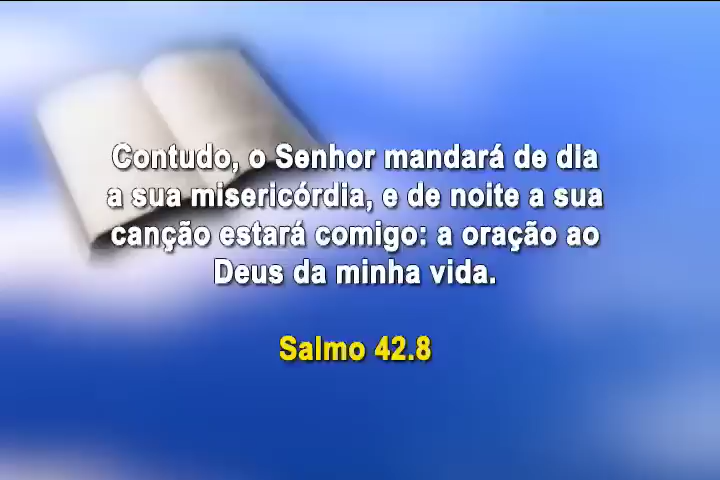 Contudo, o Senhor mandará de dia
a sua misericórdia, e de noite a sua
canção estará comigo: a oração ao
Deus da minha vida.
Salmo 42.8